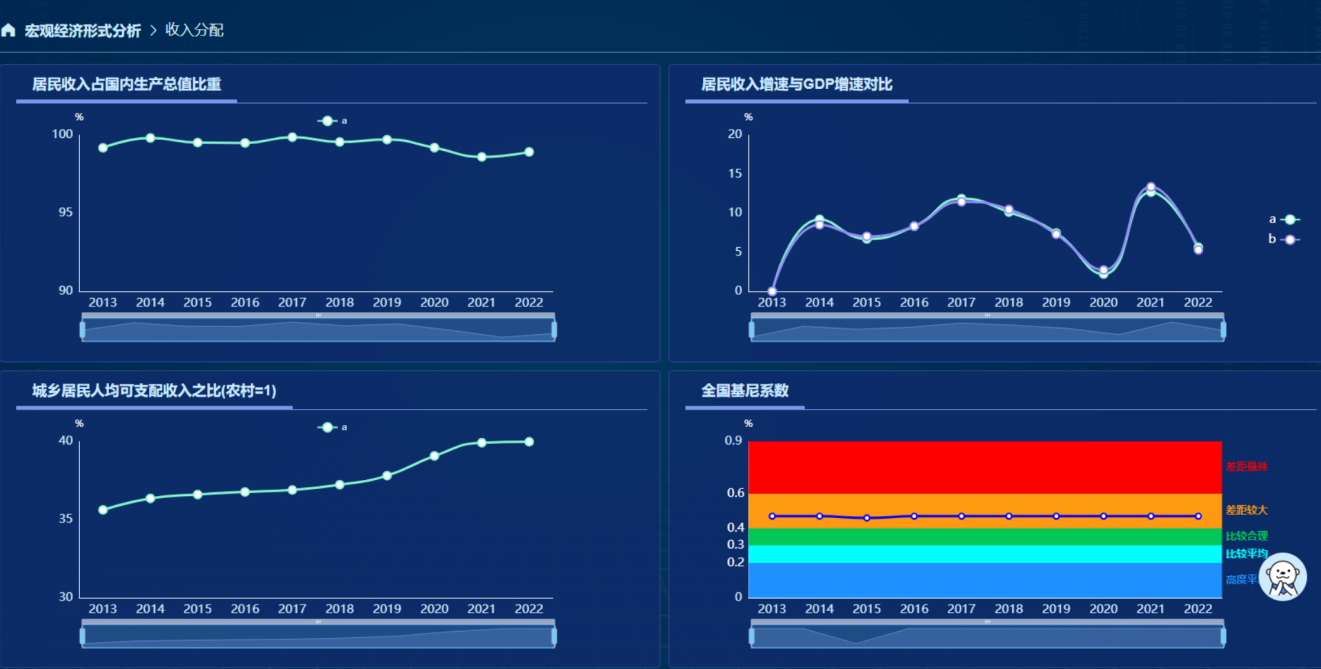 宏观经济形式分析 > 收入分配
居民收入占国内生产总值比重
%
a
100
95
90
2013 2014 2015 2016 2017 2018 2019 2020 2021 2022
居民收入增速与GDP增速对比
%
20
15
10
5
0
a
b
2013 2014 2015 2016 2017 2018 2019 2020 2021 2022
城乡居民人均可支配收入之比(农村=1)
%
a
40
35
30
2013 2014 2015 2016 2017 2018 2019 2020 2021 2022
全国基尼系数
%
0.9
差距悬殊
0.6
差距较大
0.4
比较合理
0.3
比较平均
0.2
高度平
0
2013 2014 2015 2016 2017 2018 2019 2020 2021 2022